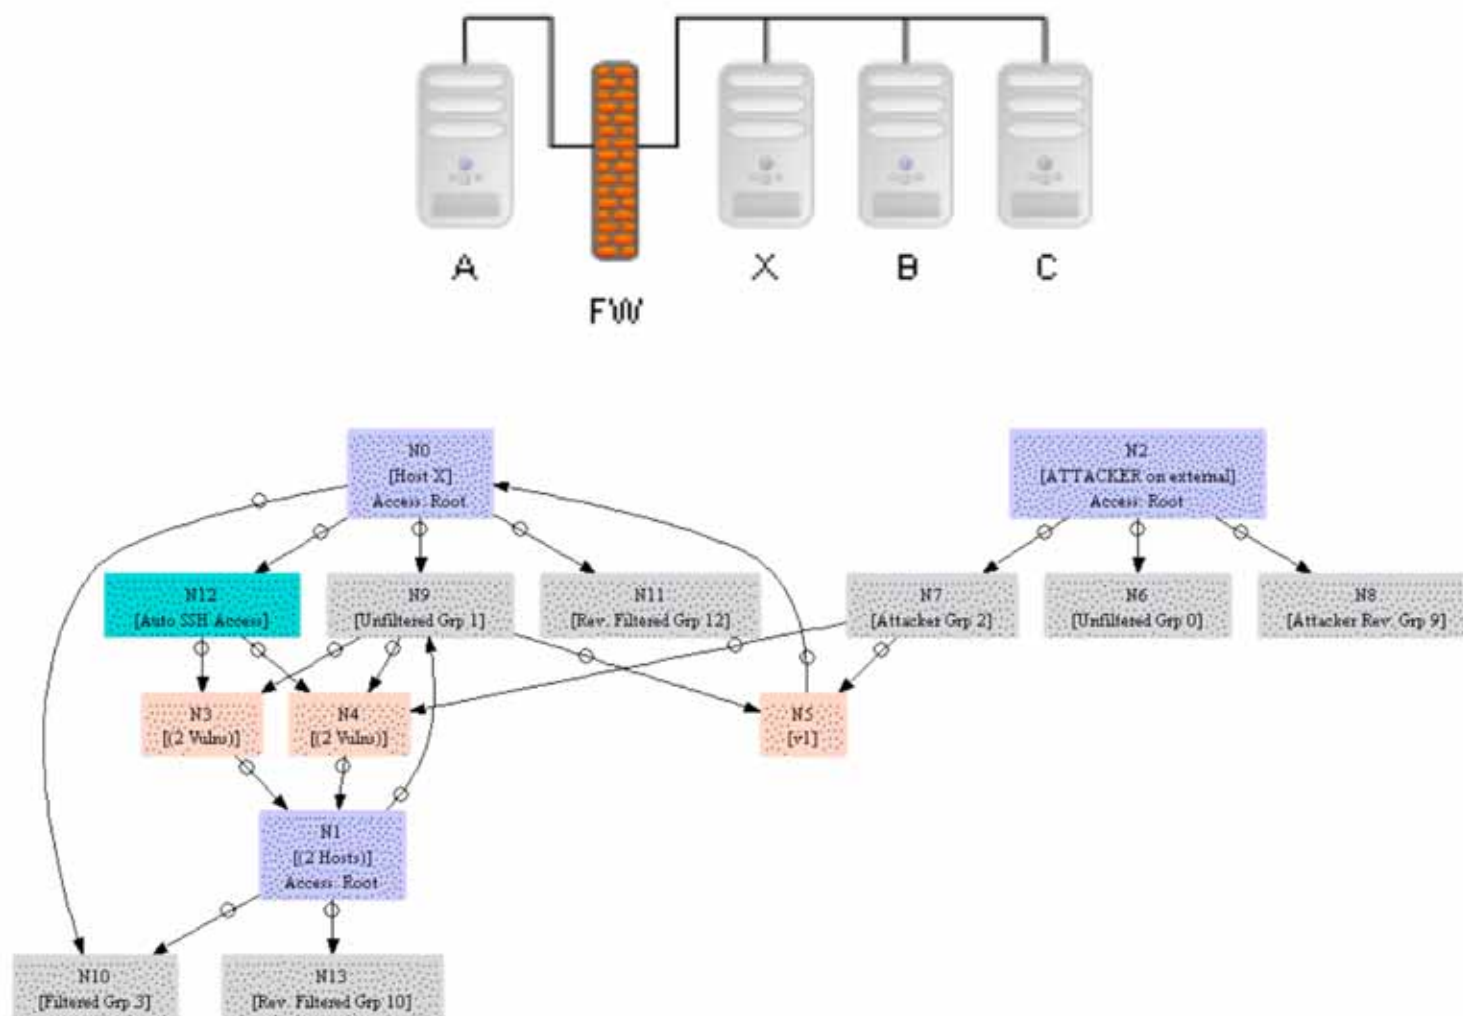 A
X
B
C
FW
N0
[Host X]
Access: Root
N2
[ATTACKER on external]
Access: Root
N12
[Auto SSH Access]
N9
[Unfiltered Grp 1]
N11
[Rev. Filtered Grp 12]
N7
[Attacker Grp 2]
N6
[Unfiltered Grp 0]
N8
[Attacker Rev. Grp 9]
N3
[(2 Vulns)]
N4
[(2 Vulns)]
N5
[v1]
N1
[(2 Hosts)]
Access: Root
N10
[Filtered Grp 3]
N13
[Rev. Filtered Grp 10]